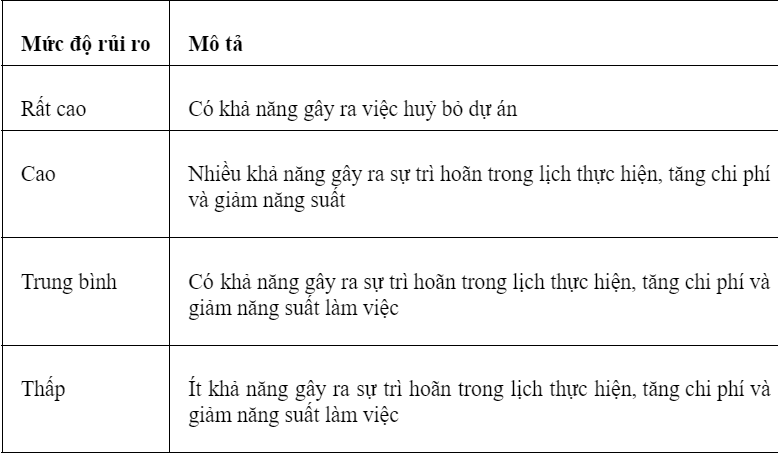 Mức độ rủi ro
Mô tả
Rất cao
Có khả năng gây ra việc huỷ bỏ dự án
Cao
Nhiều khả năng gây ra sự trì hoãn trong lịch thực hiện, tăng chi phí
và giảm năng suất
Trung bình
Có khả năng gây ra sự trì hoãn trong lịch thực hiện, tăng chi phí và
giảm năng suất làm việc
Thấp
Ít khả năng gây ra sự trì hoãn trong lịch thực hiện, tăng chi phí và
giảm năng suất làm việc